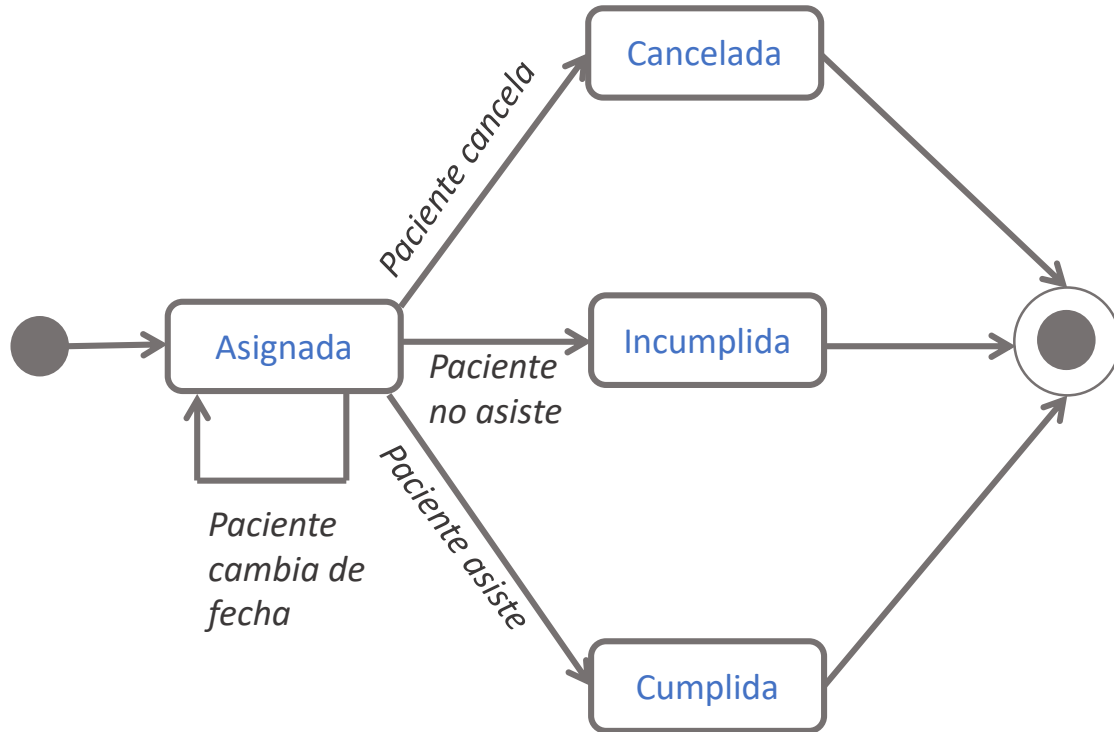 Cancelada
Paciente cancela
Asignada
Incumplida
Paciente
no asiste
Paciente asiste
Paciente
cambia de
fecha
Cumplida